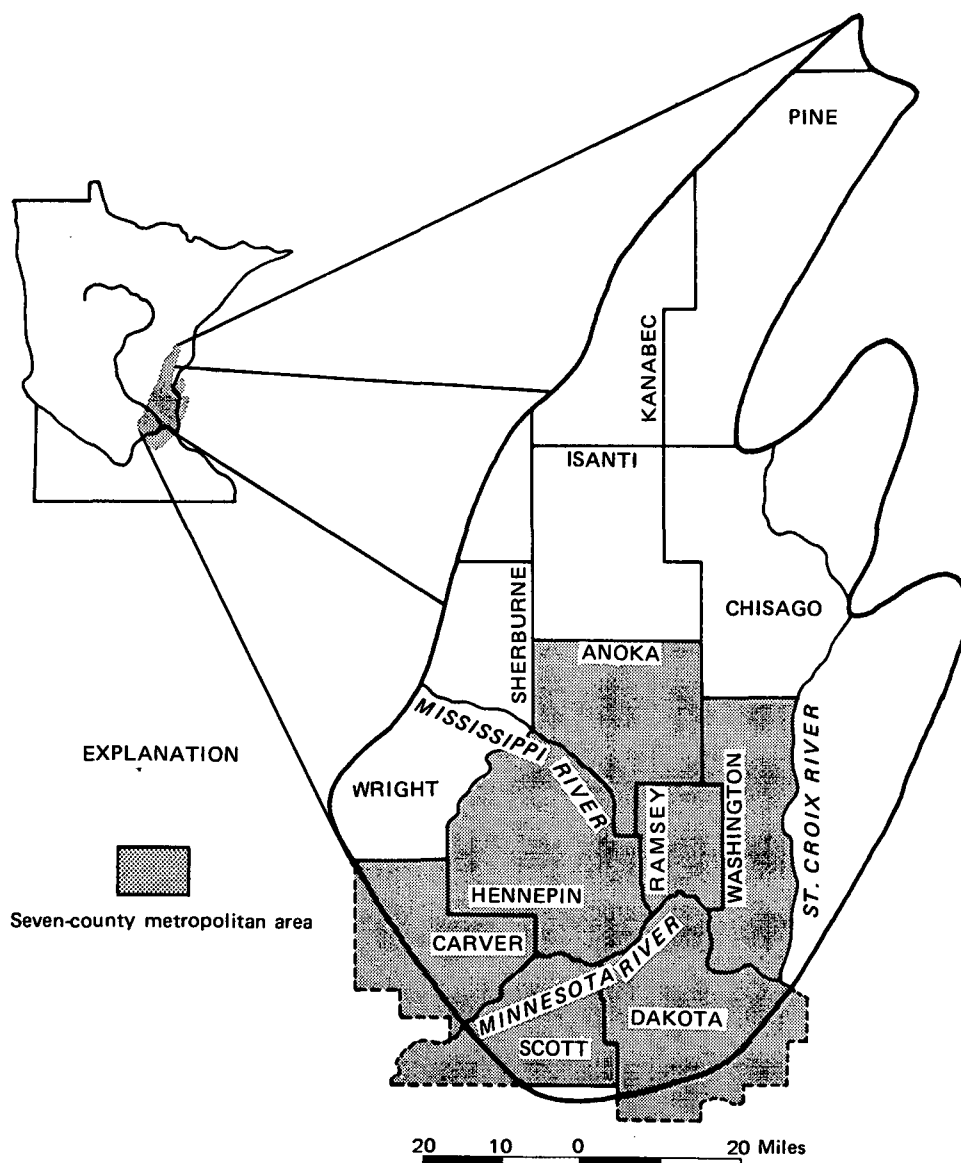 PINE
KANABEC
ISANTI
SHERBURNE
CHISAGO
ANOKA
MISSISSIPPI RIVER
EXPLANATION
WRIGHT
RAMSEY
WASHINGTON
ST. CROIX RIVER
HENNEPIN
Seven-county metropolitan area
CARVER
MINNESOTA RIVER
DAKOTA
SCOTT
20 10 0 20 Miles